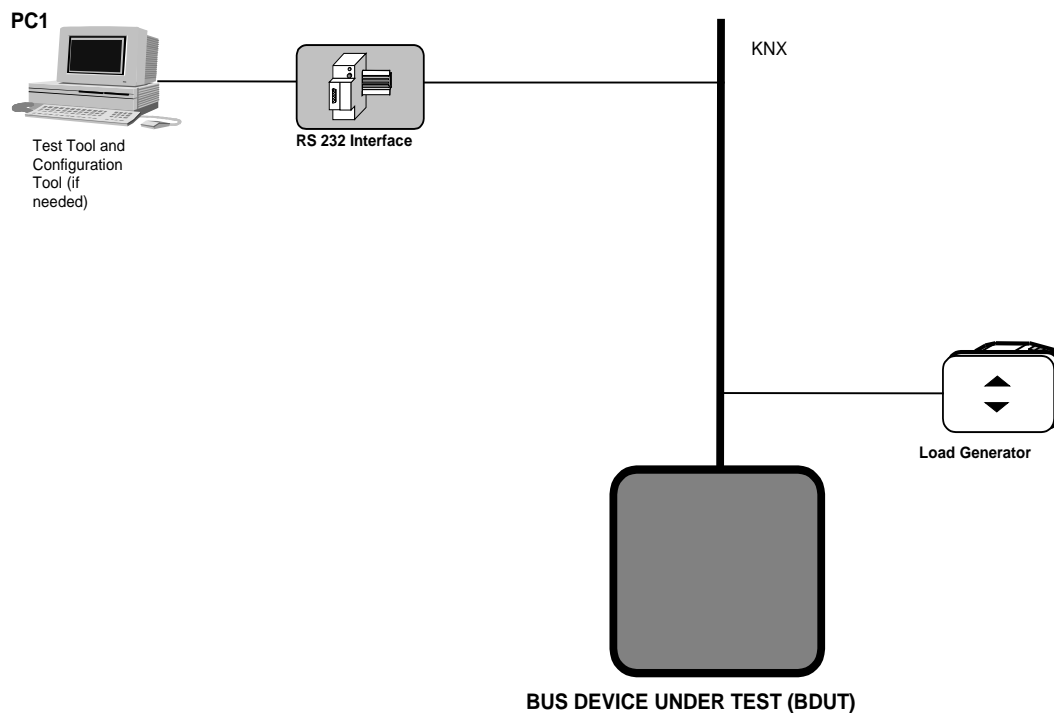 PC1
KNX
RS 232 Interface
Test Tool and
Configuration
Tool (if
needed)
Load Generator
BUS DEVICE UNDER TEST (BDUT)